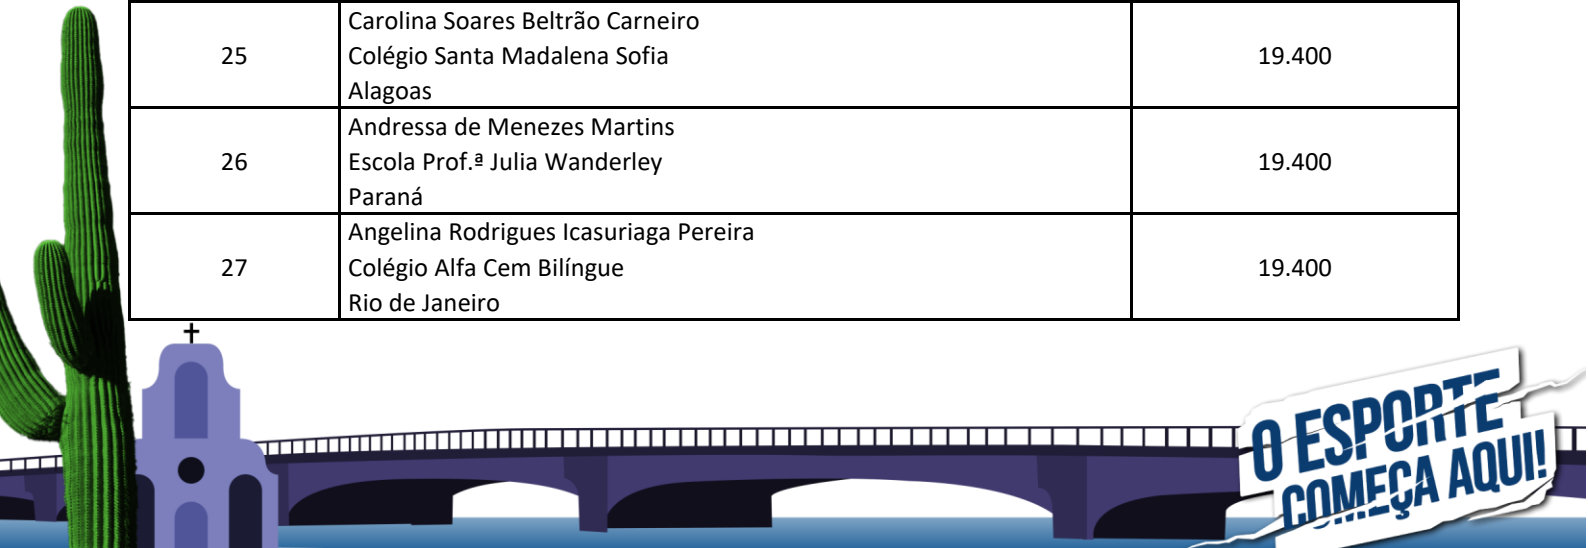 25
Carolina Soares Beltrão Carneiro
Colégio Santa Madalena Sofia
Alagoas
19.400
26
Andressa de Menezes Martins
Escola Prof.ª Julia Wanderley
Paraná
19.400
27
Angelina Rodrigues Icasuriaga Pereira
Colégio Alfa Cem Bilíngue
Rio de Janeiro
19.400
O ESPORTE
COMEÇA AQUI!